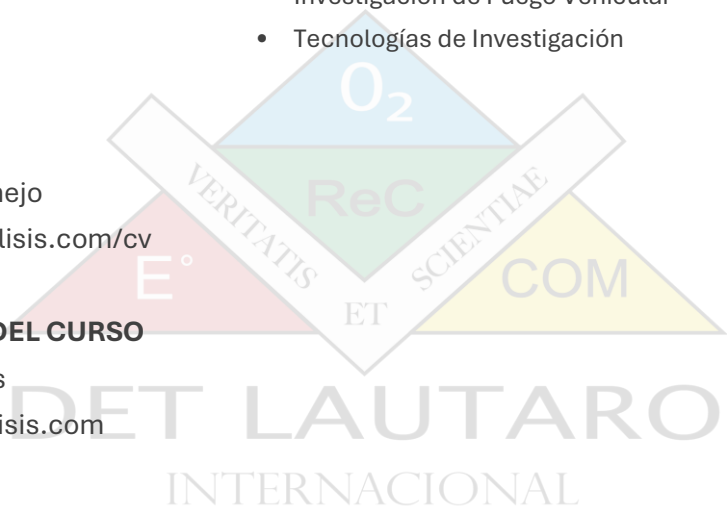 • Tecnologías de Investigación
O₂
nejo
lisis.com/cv
VERITATIS
ReC
SCIENTIAE
E°
ET
COM
DEL CURSO
s
isis.com
DET LAUTARO
INTERNACIONAL